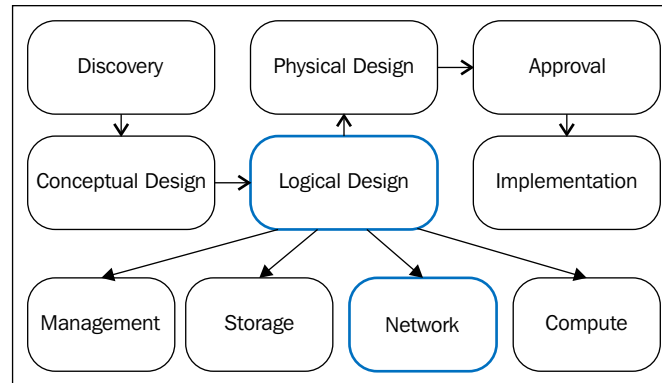 Discovery
Physical Design
Approval
Conceptual Design
Logical Design
Implementation
Management
Storage
Network
Compute